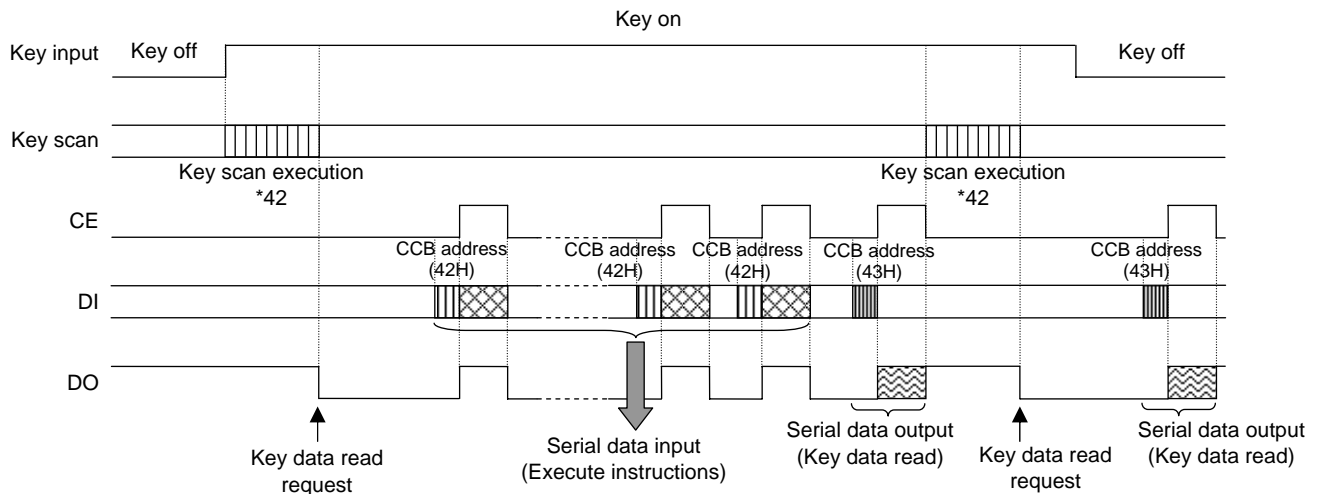 Key on
Key input
Key off
Key off
Key scan
Key scan execution
*42
Key scan execution
*42
CE
CCB address
(42H)
CCB address
(42H)
CCB address
(42H)
CCB address
(43H)
CCB address
(43H)
DI
DO
Key data read
request
Serial data input
(Execute instructions)
Serial data output
(Key data read)
Key data read
request
Serial data output
(Key data read)